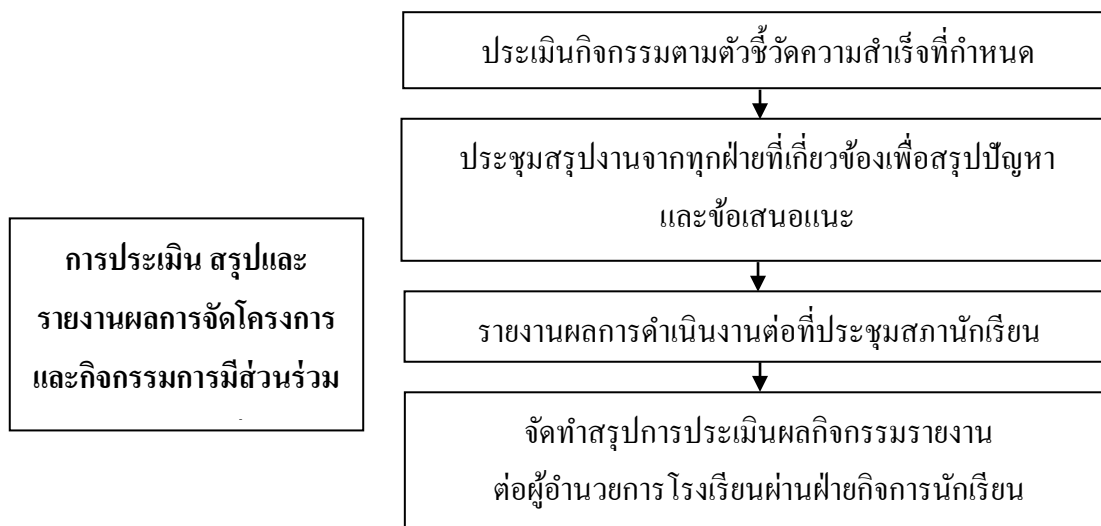 ประเมินกิจกรรมตามตัวชี้วัดความสำเร็จที่กำหนด
ประชุมสรุปงานจากทุกฝ่ายที่เกี่ยวข้องเพื่อสรุปปัญหา
และข้อเสนอแนะ
การประเมิน สรุปและ
รายงานผลการจัดโครงการ
และกิจกรรมการมีส่วนร่วม
รายงานผลการดำเนินงานต่อที่ประชุมสภานักเรียน
จัดทำสรุปการประเมินผลกิจกรรมรายงาน
ต่อผู้อำนวยการโรงเรียนผ่านฝ่ายกิจการนักเรียน